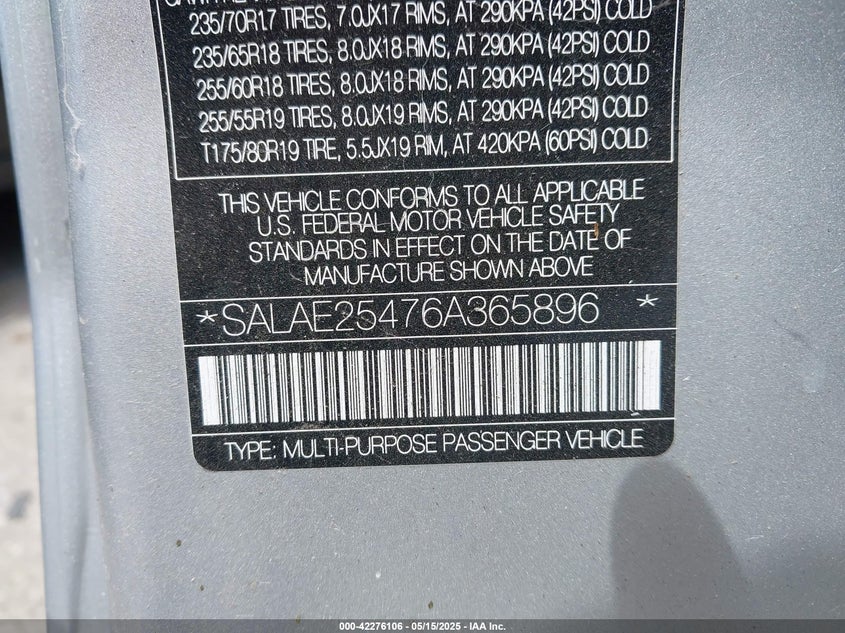 235/70R17 TIRES, 7.0JX17 RIMS, AT 290KPA (42PSI) COLD
235/65R18 TIRES, 8.0JX18 RIMS, AT 290KPA (42PSI) COLD
255/60R18 TIRES, 8.0JX18 RIMS, AT 290KPA (42PSI) COLD
255/55R19 TIRES, 8.0JX19 RIMS, AT 290KPA (42PSI) COLD
T175/80R19 TIRE, 5.5JX19 RIM, AT 420KPA (60PSI) COLD
THIS VEHICLE CONFORMS TO ALL APPLICABLE
U.S. FEDERAL MOTOR VEHICLE SAFETY
STANDARDS IN EFFECT ON THE DATE OF
MANUFACTURE SHOWN ABOVE
*SALAE25476A365896 *
TYPE: MULTI-PURPOSE PASSENGER VEHICLE
000-42276106 — 05/15/2025 — IAA Inc.